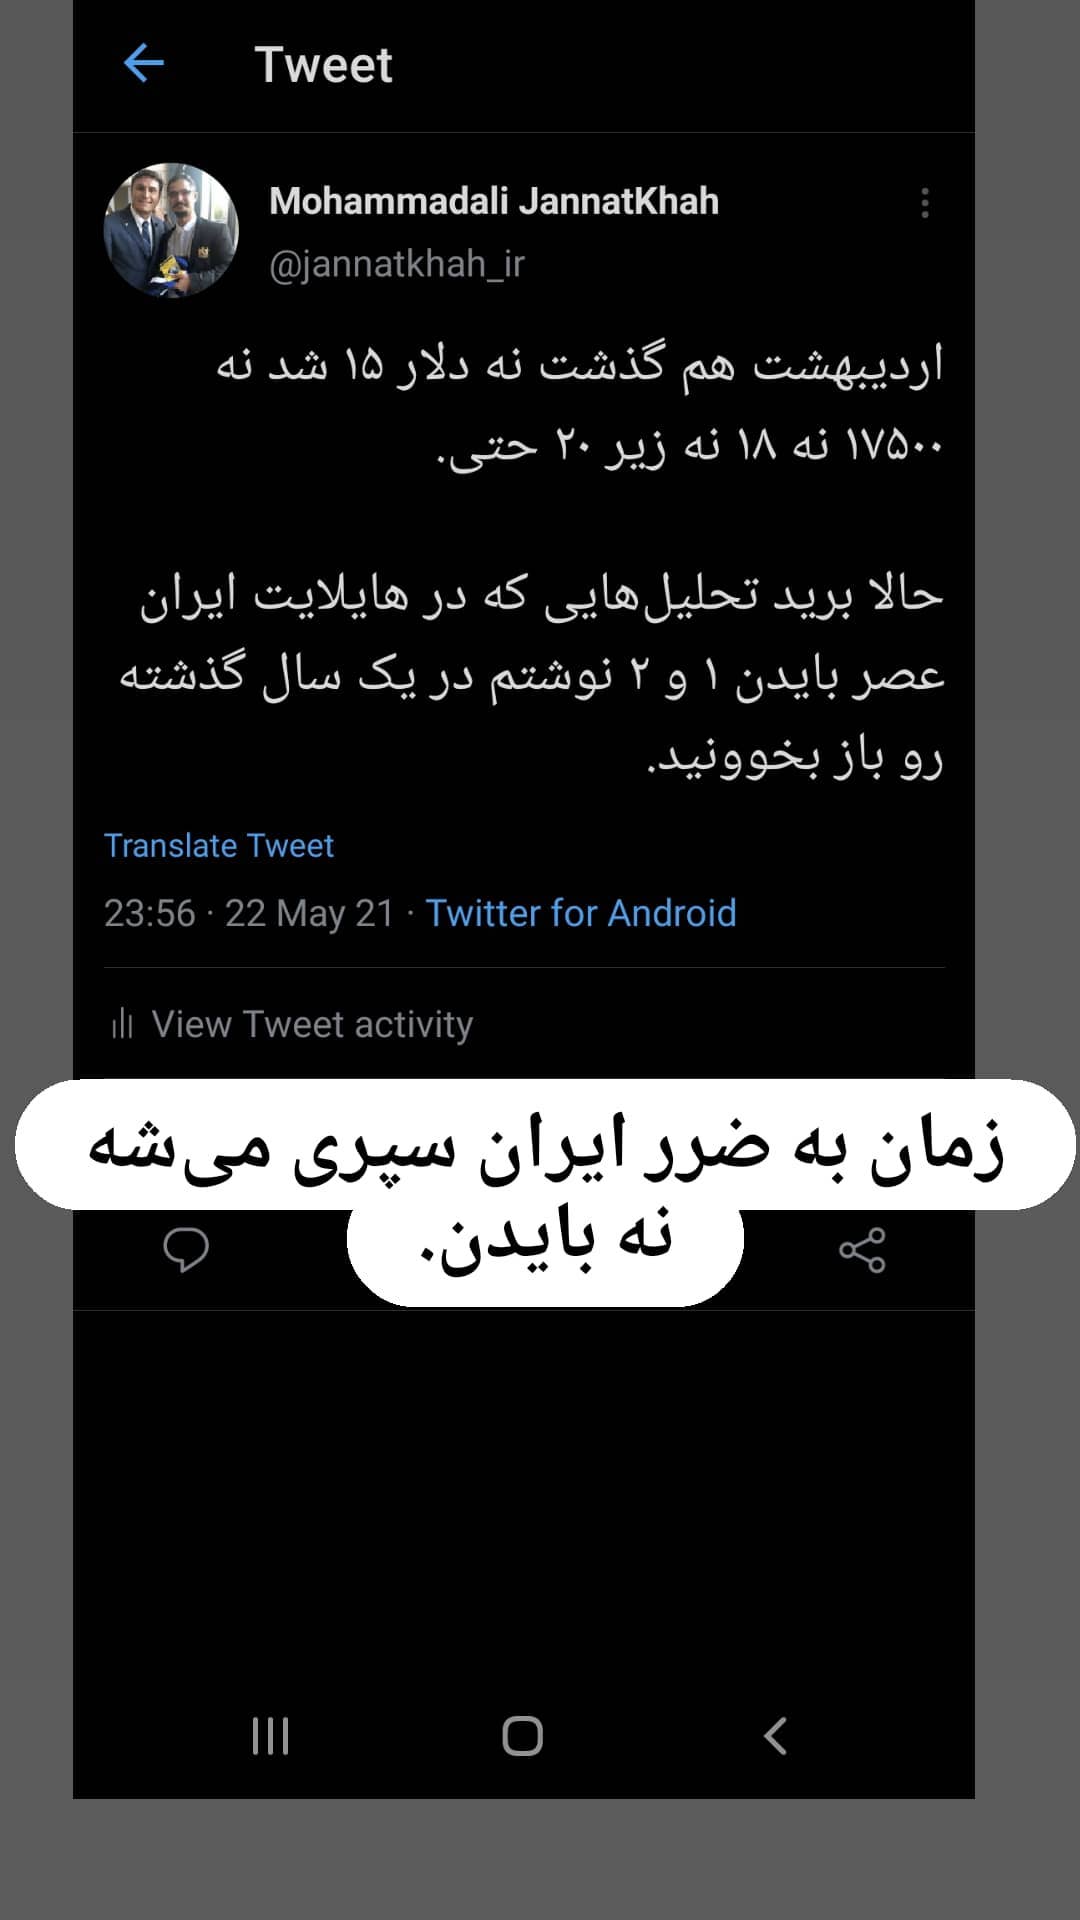 Tweet
Mohammadali JannatKhah
@jannatkhah_ir
اردیبهشت هم گذشت نه دلار ۱۵ شد نه
۱۷۵۰۰ نه ۱۸ نه زیر ۲۰ حتی.
حالا برید تحلیل‌هایی که در هایلایت ایران
عصر بایدن ۱ و ۲ نوشتم در یک سال گذشته
رو باز بخوونید.
Translate Tweet
23:56 · 22 May 21 · Twitter for Android
View Tweet activity
زمان به ضرر ایران سپری می‌شه
نه بایدن.